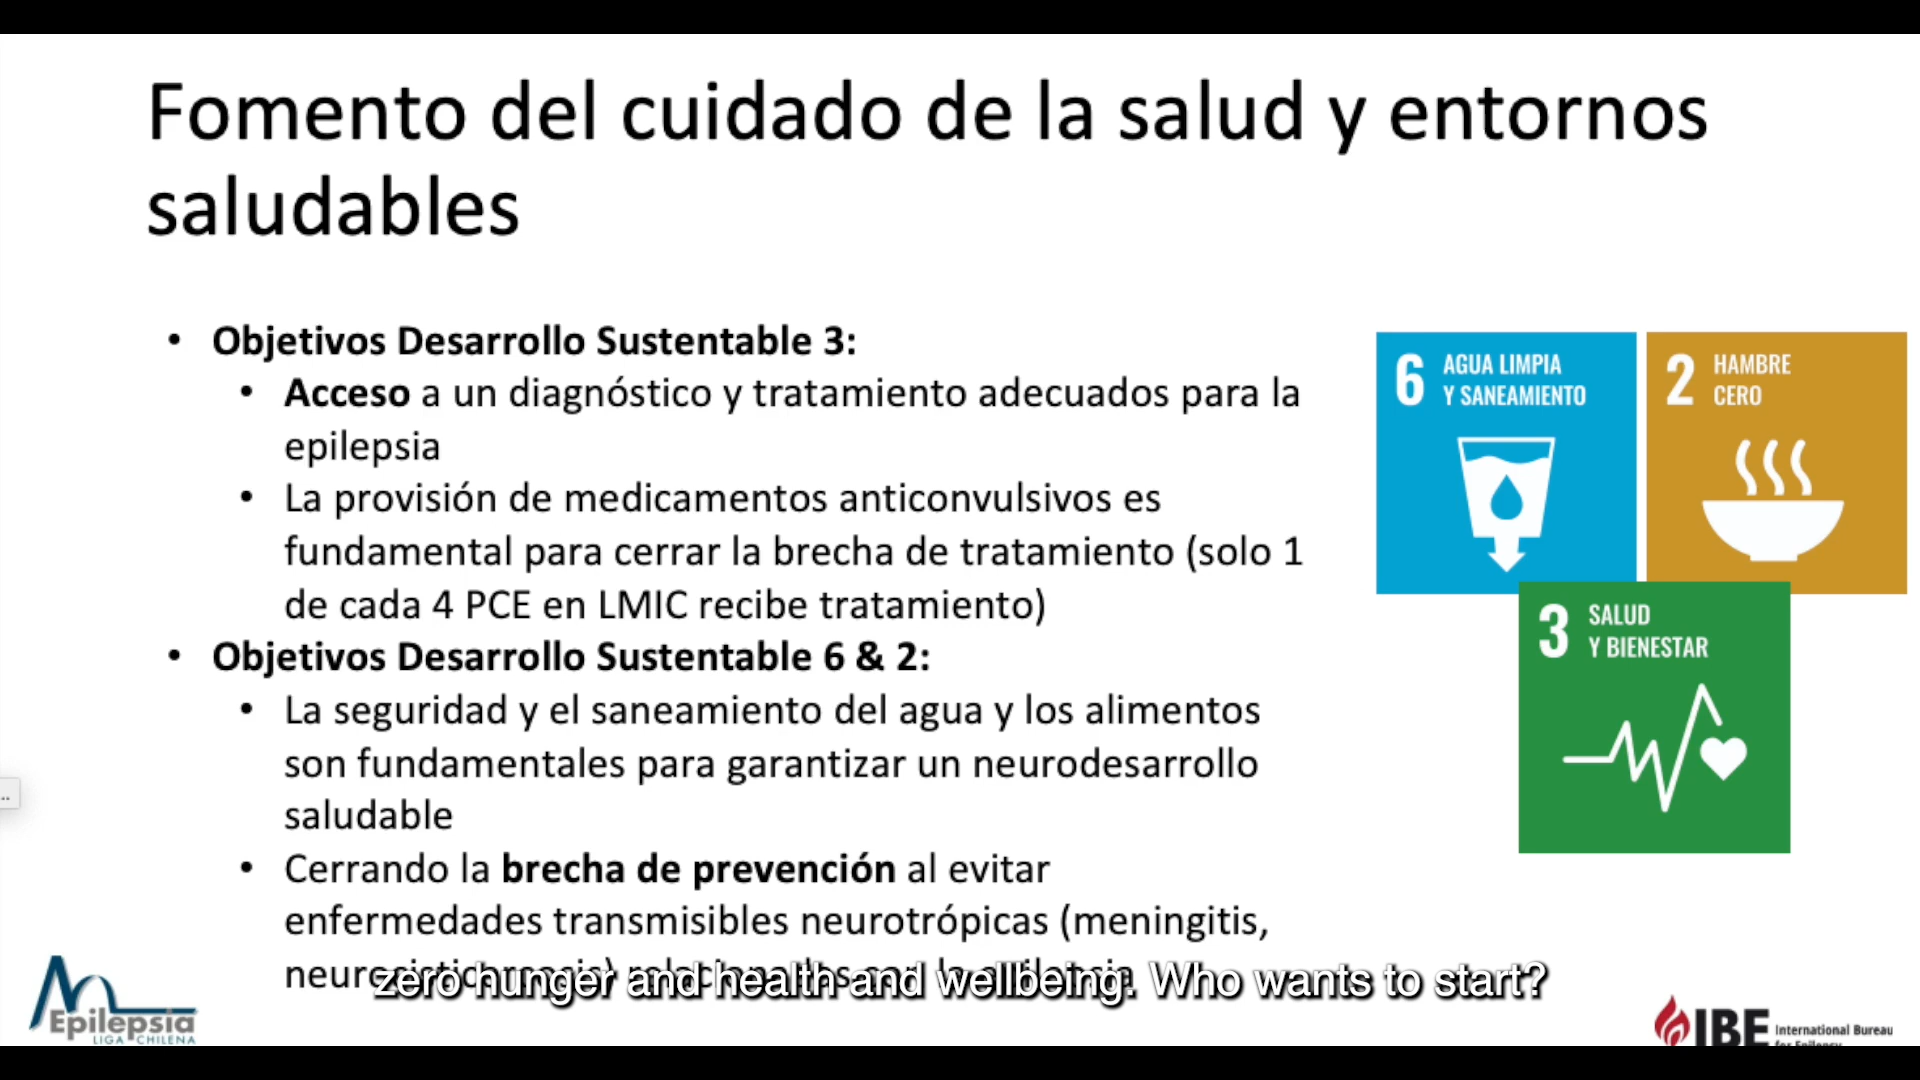 Fomento del cuidado de la salud y entornos
saludables
• Objetivos Desarrollo Sustentable 3:
• Acceso a un diagnóstico y tratamiento adecuados para la
epilepsia
• La provisión de medicamentos anticonvulsivos es
fundamental para cerrar la brecha de tratamiento (solo 1
de cada 4 PCE en LMIC recibe tratamiento)
• Objetivos Desarrollo Sustentable 6 & 2:
• La seguridad y el saneamiento del agua y los alimentos
son fundamentales para garantizar un neurodesarrollo
saludable
• Cerrando la brecha de prevención al evitar
enfermedades transmisibles neurotrópicas (meningitis,
zero hunger and health and wellbeing. Who wants to start?
6 AGUA LIMPIA
Y SANEAMIENTO
2 HAMBRE
CERO
3 SALUD
Y BIENESTAR
Epilepsia
LIGA CHILENA
IBE International Bureau
for Epilepsy